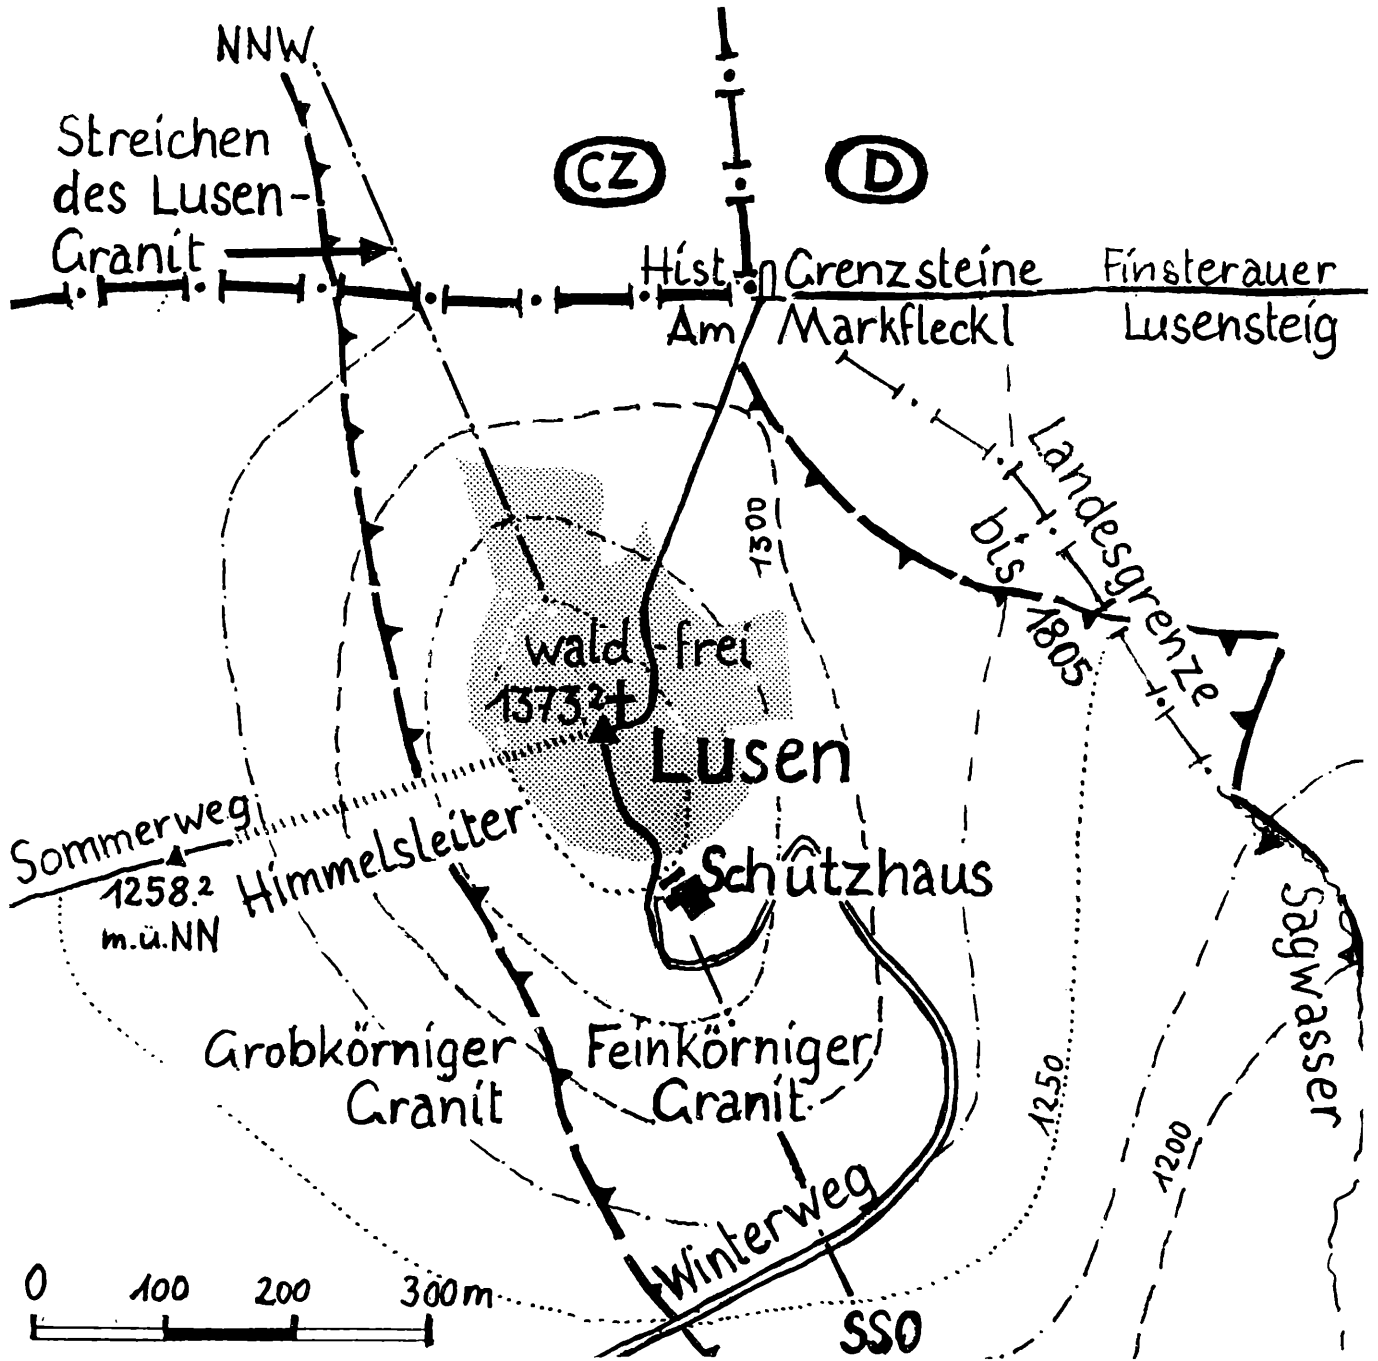 NNW
Streichen
des Lusen-
Granit
CZ
D
Hist. Grenzsteine
Am Markfleckl
Finsterauer
Lusensteig
Landesgrenze
bis 1805
1300
wald-frei
1373,2
Lusen
Sommerweg
1258.2
m.ü.NN
Himmelsleiter
Schützhaus
Sagwasser
Grobkörniger
Granit
Feinkörniger
Granit
1250
1200
Winterweg
0 100 200 300m
SSO